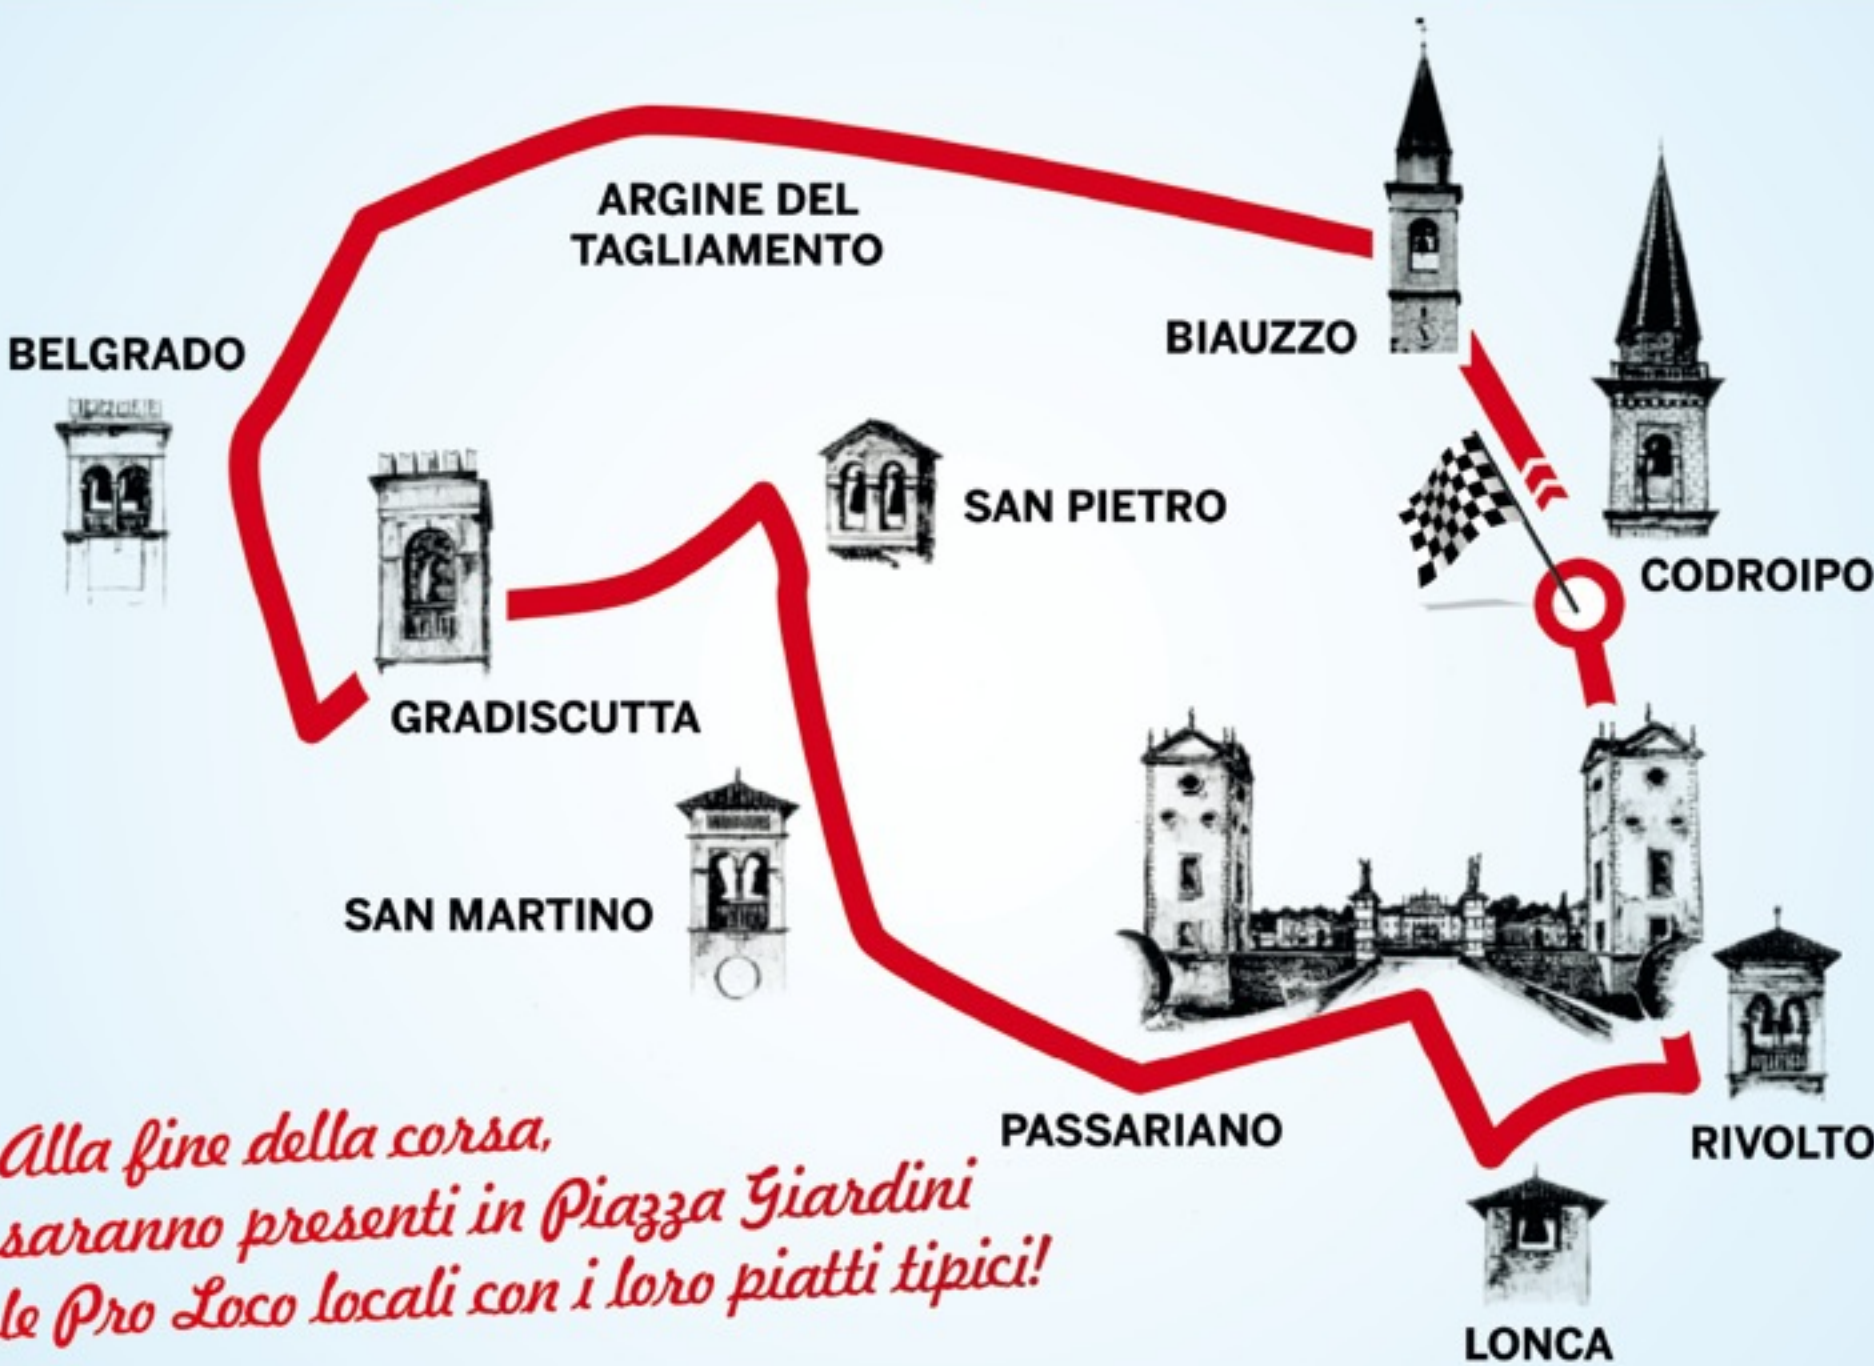 ARGINE DEL
TAGLIAMENTO
BIAUZZO
BELGRADO
SAN PIETRO
CODROIPO
GRADISCUTTA
SAN MARTINO
PASSARIANO
RIVOLTO
Alla fine della corsa,
saranno presenti in Piazza Giardini
le Pro Loco locali con i loro piatti tipici!
LONCA